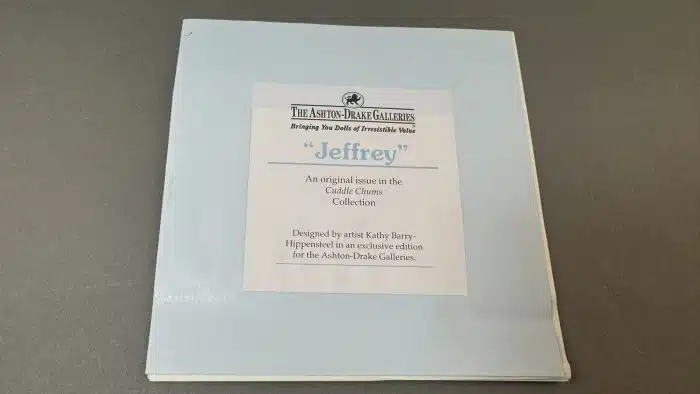 THE ASHTON-DRAKE GALLERIES
Bringing You Dolls of Irresistible Value®
“Jeffrey”
An original issue in the
Cuddle Chums
Collection
Designed by artist Kathy Barry-
Hippensteel in an exclusive edition
for the Ashton-Drake Galleries.